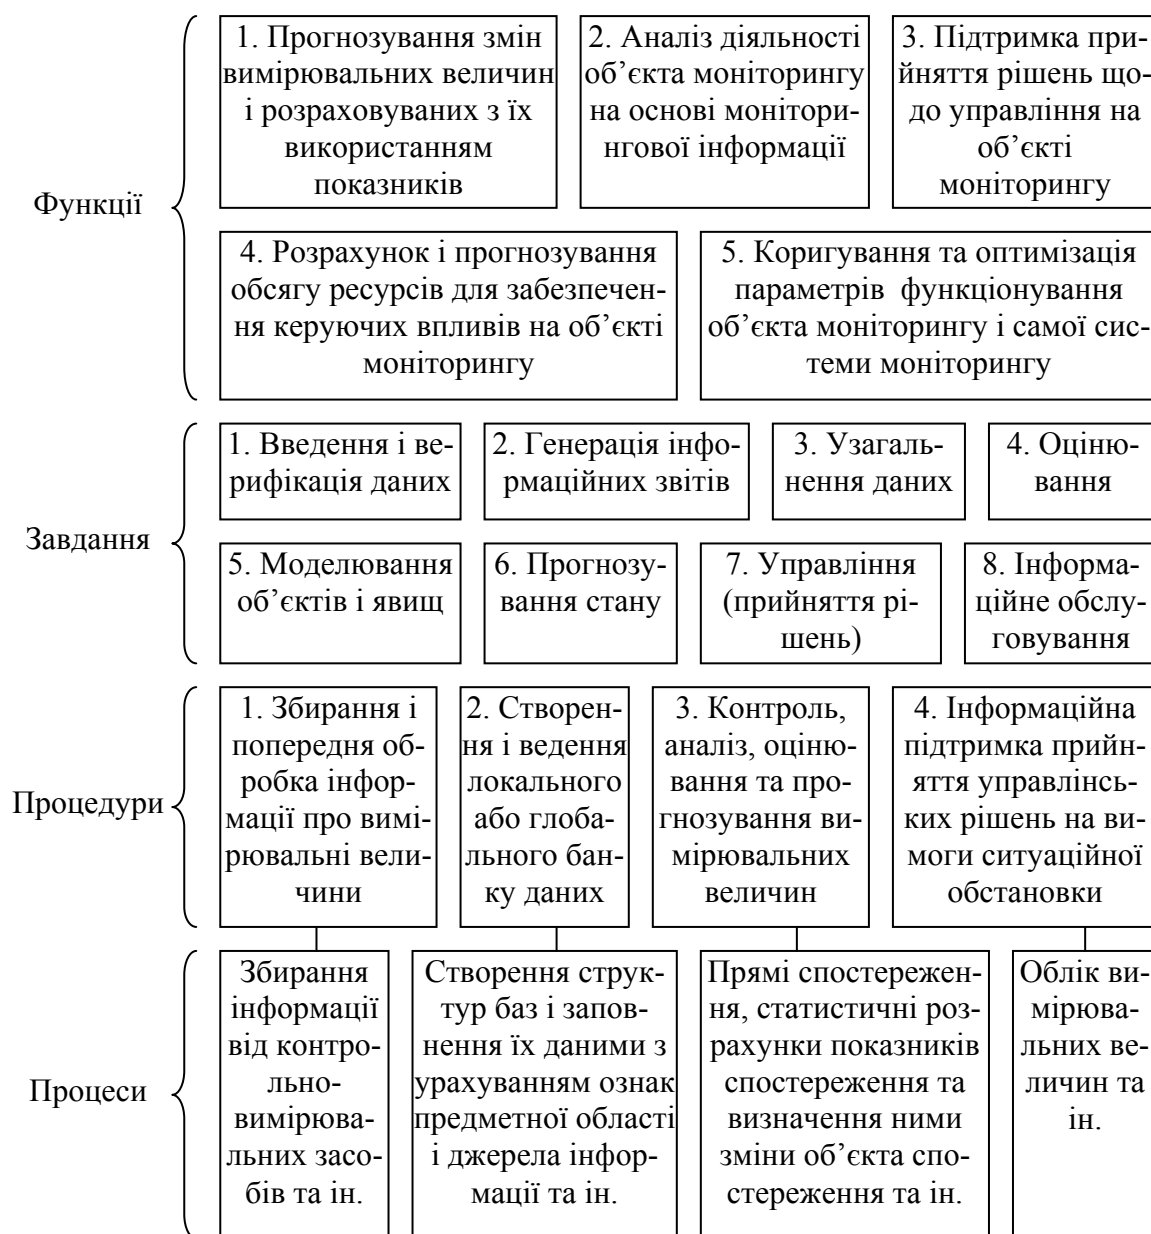 Функції
1. Прогнозування змін
вимірювальних величин
і розраховуваних з їх
використанням
показників
2. Аналіз діяльності
об’єкта моніторингу
на основі монітори-
нгової інформації
3. Підтримка при-
йняття рішень що-
до управління на
об’єкті
моніторингу
4. Розрахунок і прогнозування
обсягу ресурсів для забезпечен-
ня керуючих впливів на об’єкті
моніторингу
5. Коригування та оптимізація
параметрів функціонування
об’єкта моніторингу і самої сис-
теми моніторингу
Завдання
1. Введення і ве-
рифікація даних
2. Генерація інфо-
рмаційних звітів
3. Узагаль-
нення даних
4. Оціню-
вання
5. Моделювання
об’єктів і явищ
6. Прогнозу-
вання стану
7. Управління
(прийняття рі-
шень)
8. Інформа-
ційне обслу-
говування
Процедури
1. Збирання і
попередня об-
робка інфор-
мації про вимі-
рювальні вели-
чини
2. Створен-
ня і ведення
локального
або глоба-
льного бан-
ку даних
3. Контроль,
аналіз, оціню-
вання та про-
гнозування ви-
мірювальних
величин
4. Інформаційна
підтримка прийн-
яття управлінсь-
ких рішень на ви-
моги ситуаційної
обстановки
Процеси
Збирання
інформації
від контро-
льно-
вимірюва-
льних засо-
бів та ін.
Створення струк-
тур баз і запов-
нення їх даними з
урахуванням ознак
предметної області
і джерела інфор-
мації та ін.
Прямі спостережен-
ня, статистичні роз-
рахунки показників
спостереження та
визначення ними
зміни об’єкта спо-
стереження та ін.
Облік ви-
мірюва-
льних ве-
личин та
ін.